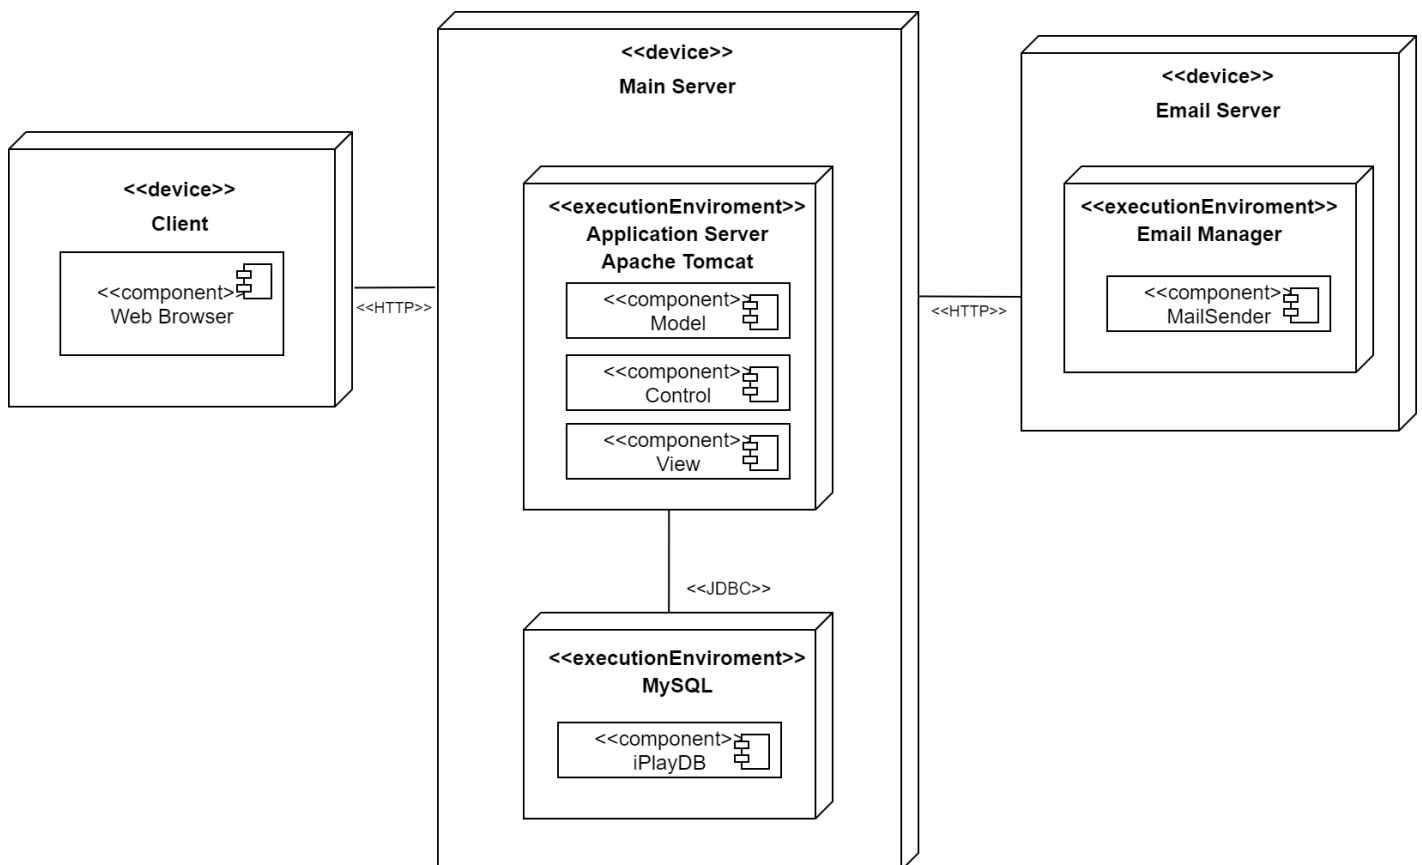 <<device>>
Client
<<component>>
Web Browser
<<HTTP>>
<<device>>
Main Server
<<executionEnviroment>>
Application Server
Apache Tomcat
<<component>>
Model
<<component>>
Control
<<component>>
View
<<JDBC>>
<<executionEnviroment>>
MySQL
<<component>>
iPlayDB
<<HTTP>>
<<device>>
Email Server
<<executionEnviroment>>
Email Manager
<<component>>
MailSender